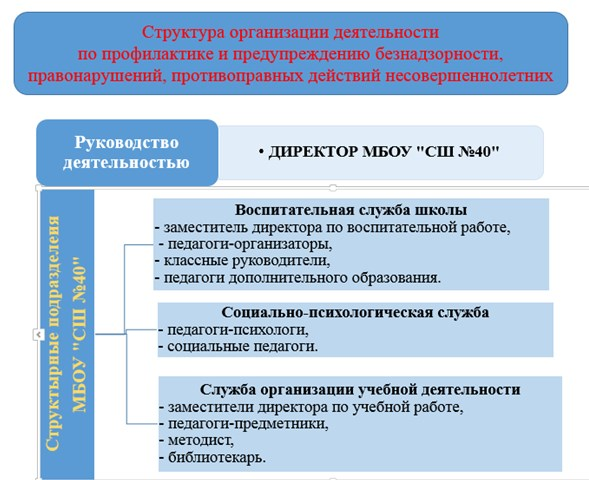 Структура организации деятельности
по профилактике и предупреждению безнадзорности,
правонарушений, противоправных действий несовершеннолетних
Руководство
деятельностью
• ДИРЕКТОР МБОУ "СШ №40"
Структырные подразделеия
МБОУ "СШ №40"
Воспитательная служба школы
- заместитель директора по воспитательной работе,
- педагоги-организаторы,
- классные руководители,
- педагоги дополнительного образования.
Социально-психологическая служба
- педагоги-психологи,
- социальные педагоги.
Служба организации учебной деятельности
- заместители директора по учебной работе,
- педагоги-предметники,
- методист,
- библиотекарь.